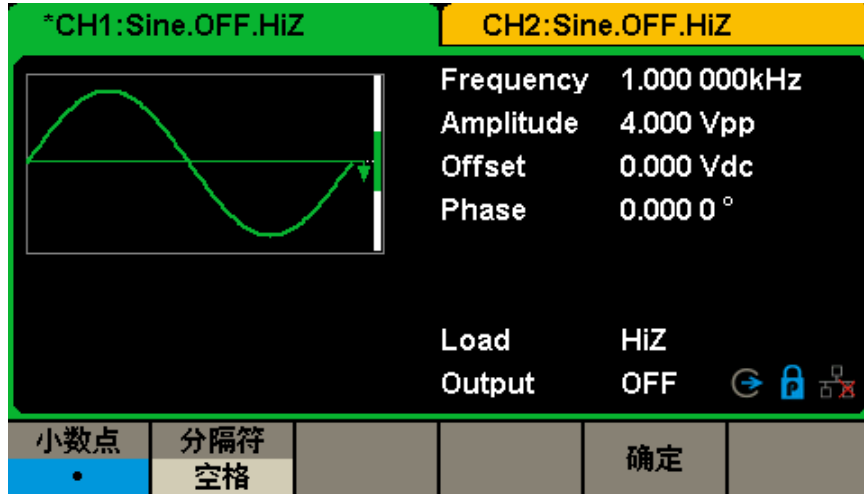 *CH1:Sine.OFF.HiZ
CH2:Sine.OFF.HiZ
Frequency 1.000 000kHz
Amplitude 4.000 Vpp
Offset 0.000 Vdc
Phase 0.000 0 °
Load HiZ
Output OFF
P
小数点 分隔符 确定
• 空格